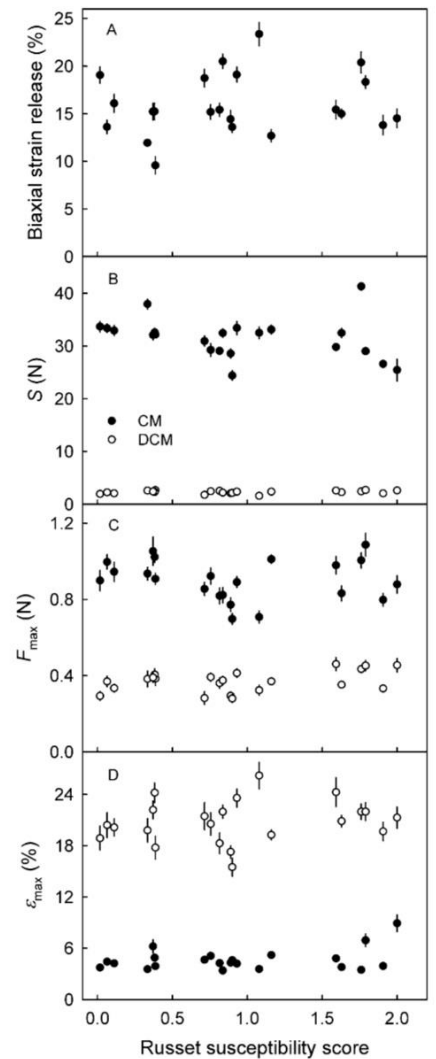 A
Biaxial strain release (%)
25
20
15
10
5
0
B
S (N)
40
30
20
10
0
CM
DCM
C
Fmax (N)
1.2
0.8
0.4
0.0
D
εmax (%)
24
18
12
6
0
0.0 0.5 1.0 1.5 2.0
Russet susceptibility score